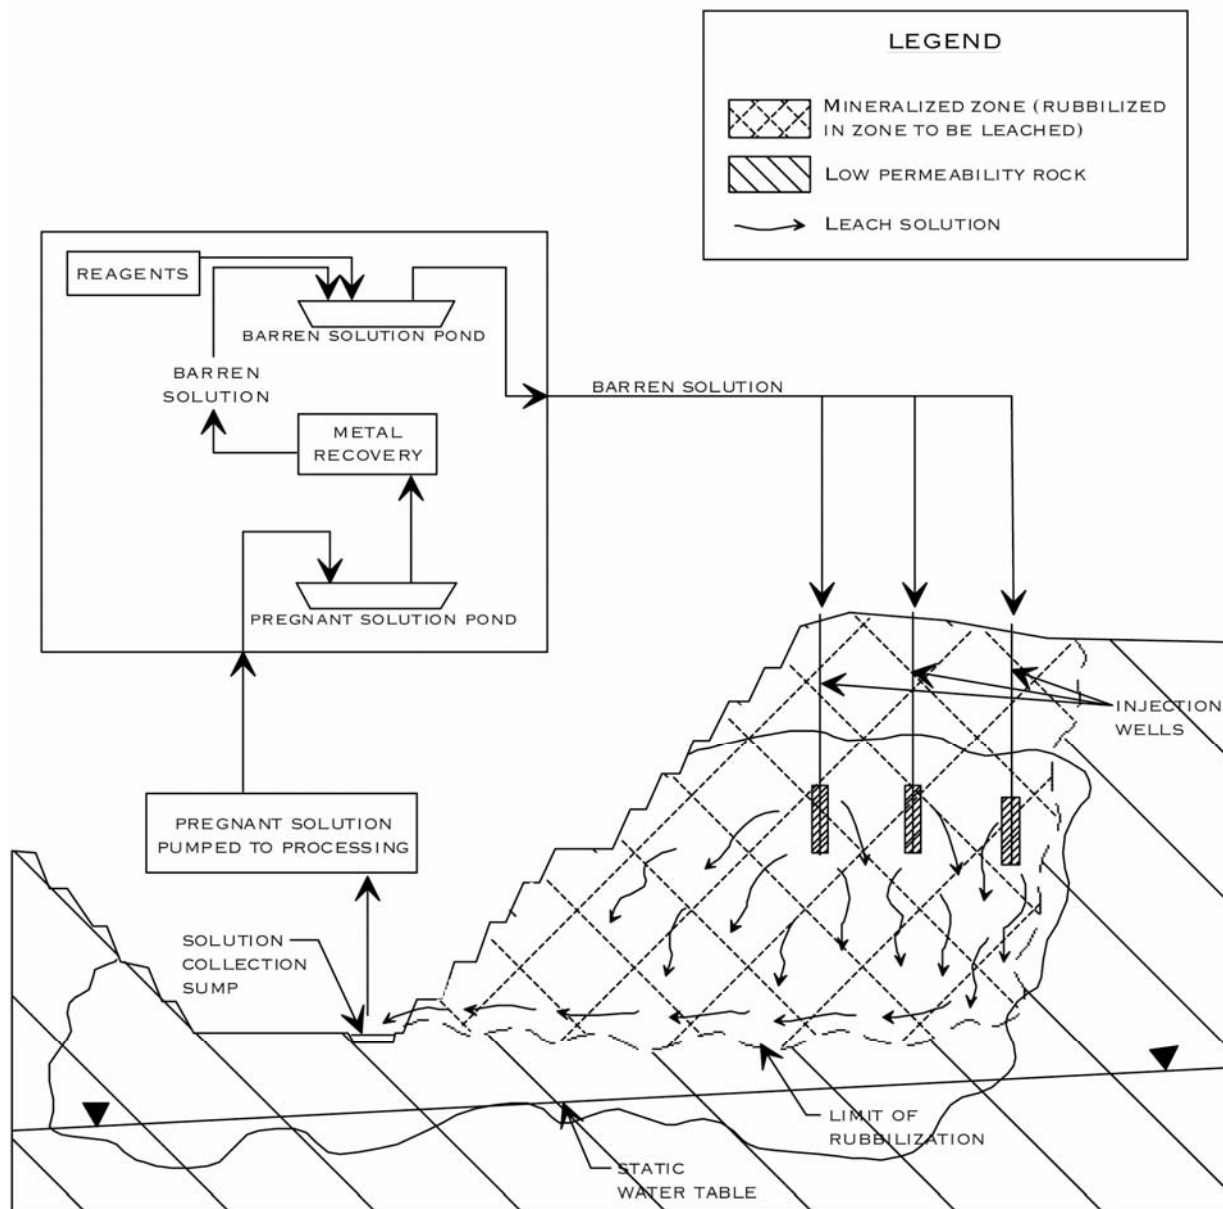 LEGEND
MINERALIZED ZONE (RUBBILIZED
IN ZONE TO BE LEACHED)
LOW PERMEABILITY ROCK
LEACH SOLUTION
REAGENTS
BARREN SOLUTION POND
BARREN
SOLUTION
BARREN SOLUTION
METAL
RECOVERY
PREGNANT SOLUTION POND
INJECTION
WELLS
PREGNANT SOLUTION
PUMPED TO PROCESSING
SOLUTION
COLLECTION
SUMP
LIMIT OF
RUBBILIZATION
STATIC
WATER TABLE